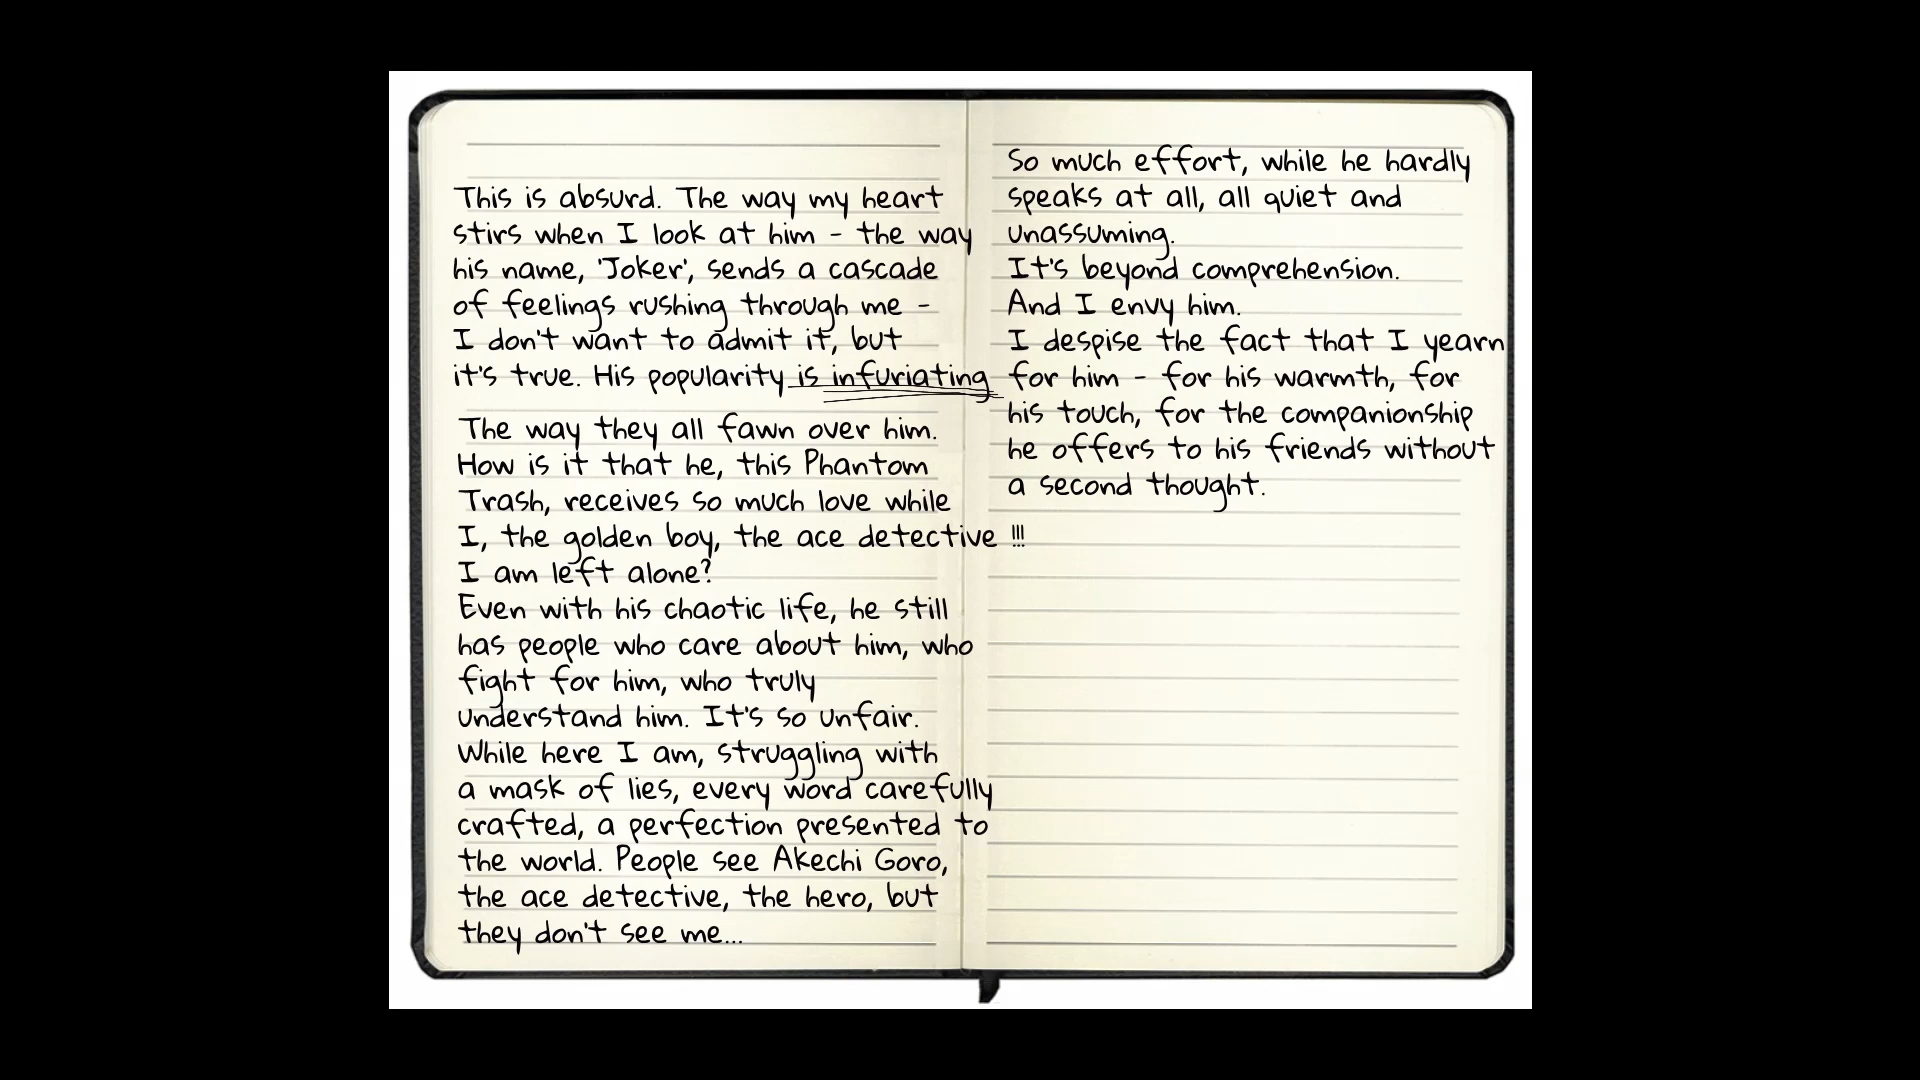 This is absurd. The way my heart
stirs when I look at him - the way
his name, 'Joker', sends a cascade
of feelings rushing through me -
I don't want to admit it, but
it's true. His popularity is infuriating
The way they all fawn over him.
How is it that he, this Phantom
Trash, receives so much love while
I, the golden boy, the ace detective !!!
I am left alone?
Even with his chaotic life, he still
has people who care about him, who
fight for him, who truly
understand him. It's so unfair.
While here I am, struggling with
a mask of lies, every word carefully
crafted, a perfection presented to
the world. People see Akechi Goro,
the ace detective, the hero, but
they don't see me...
So much effort, while he hardly
speaks at all, all quiet and
unassuming.
It's beyond comprehension.
And I envy him.
I despise the fact that I yearn
for him - for his warmth, for
his touch, for the companionship
he offers to his friends without
a second thought.